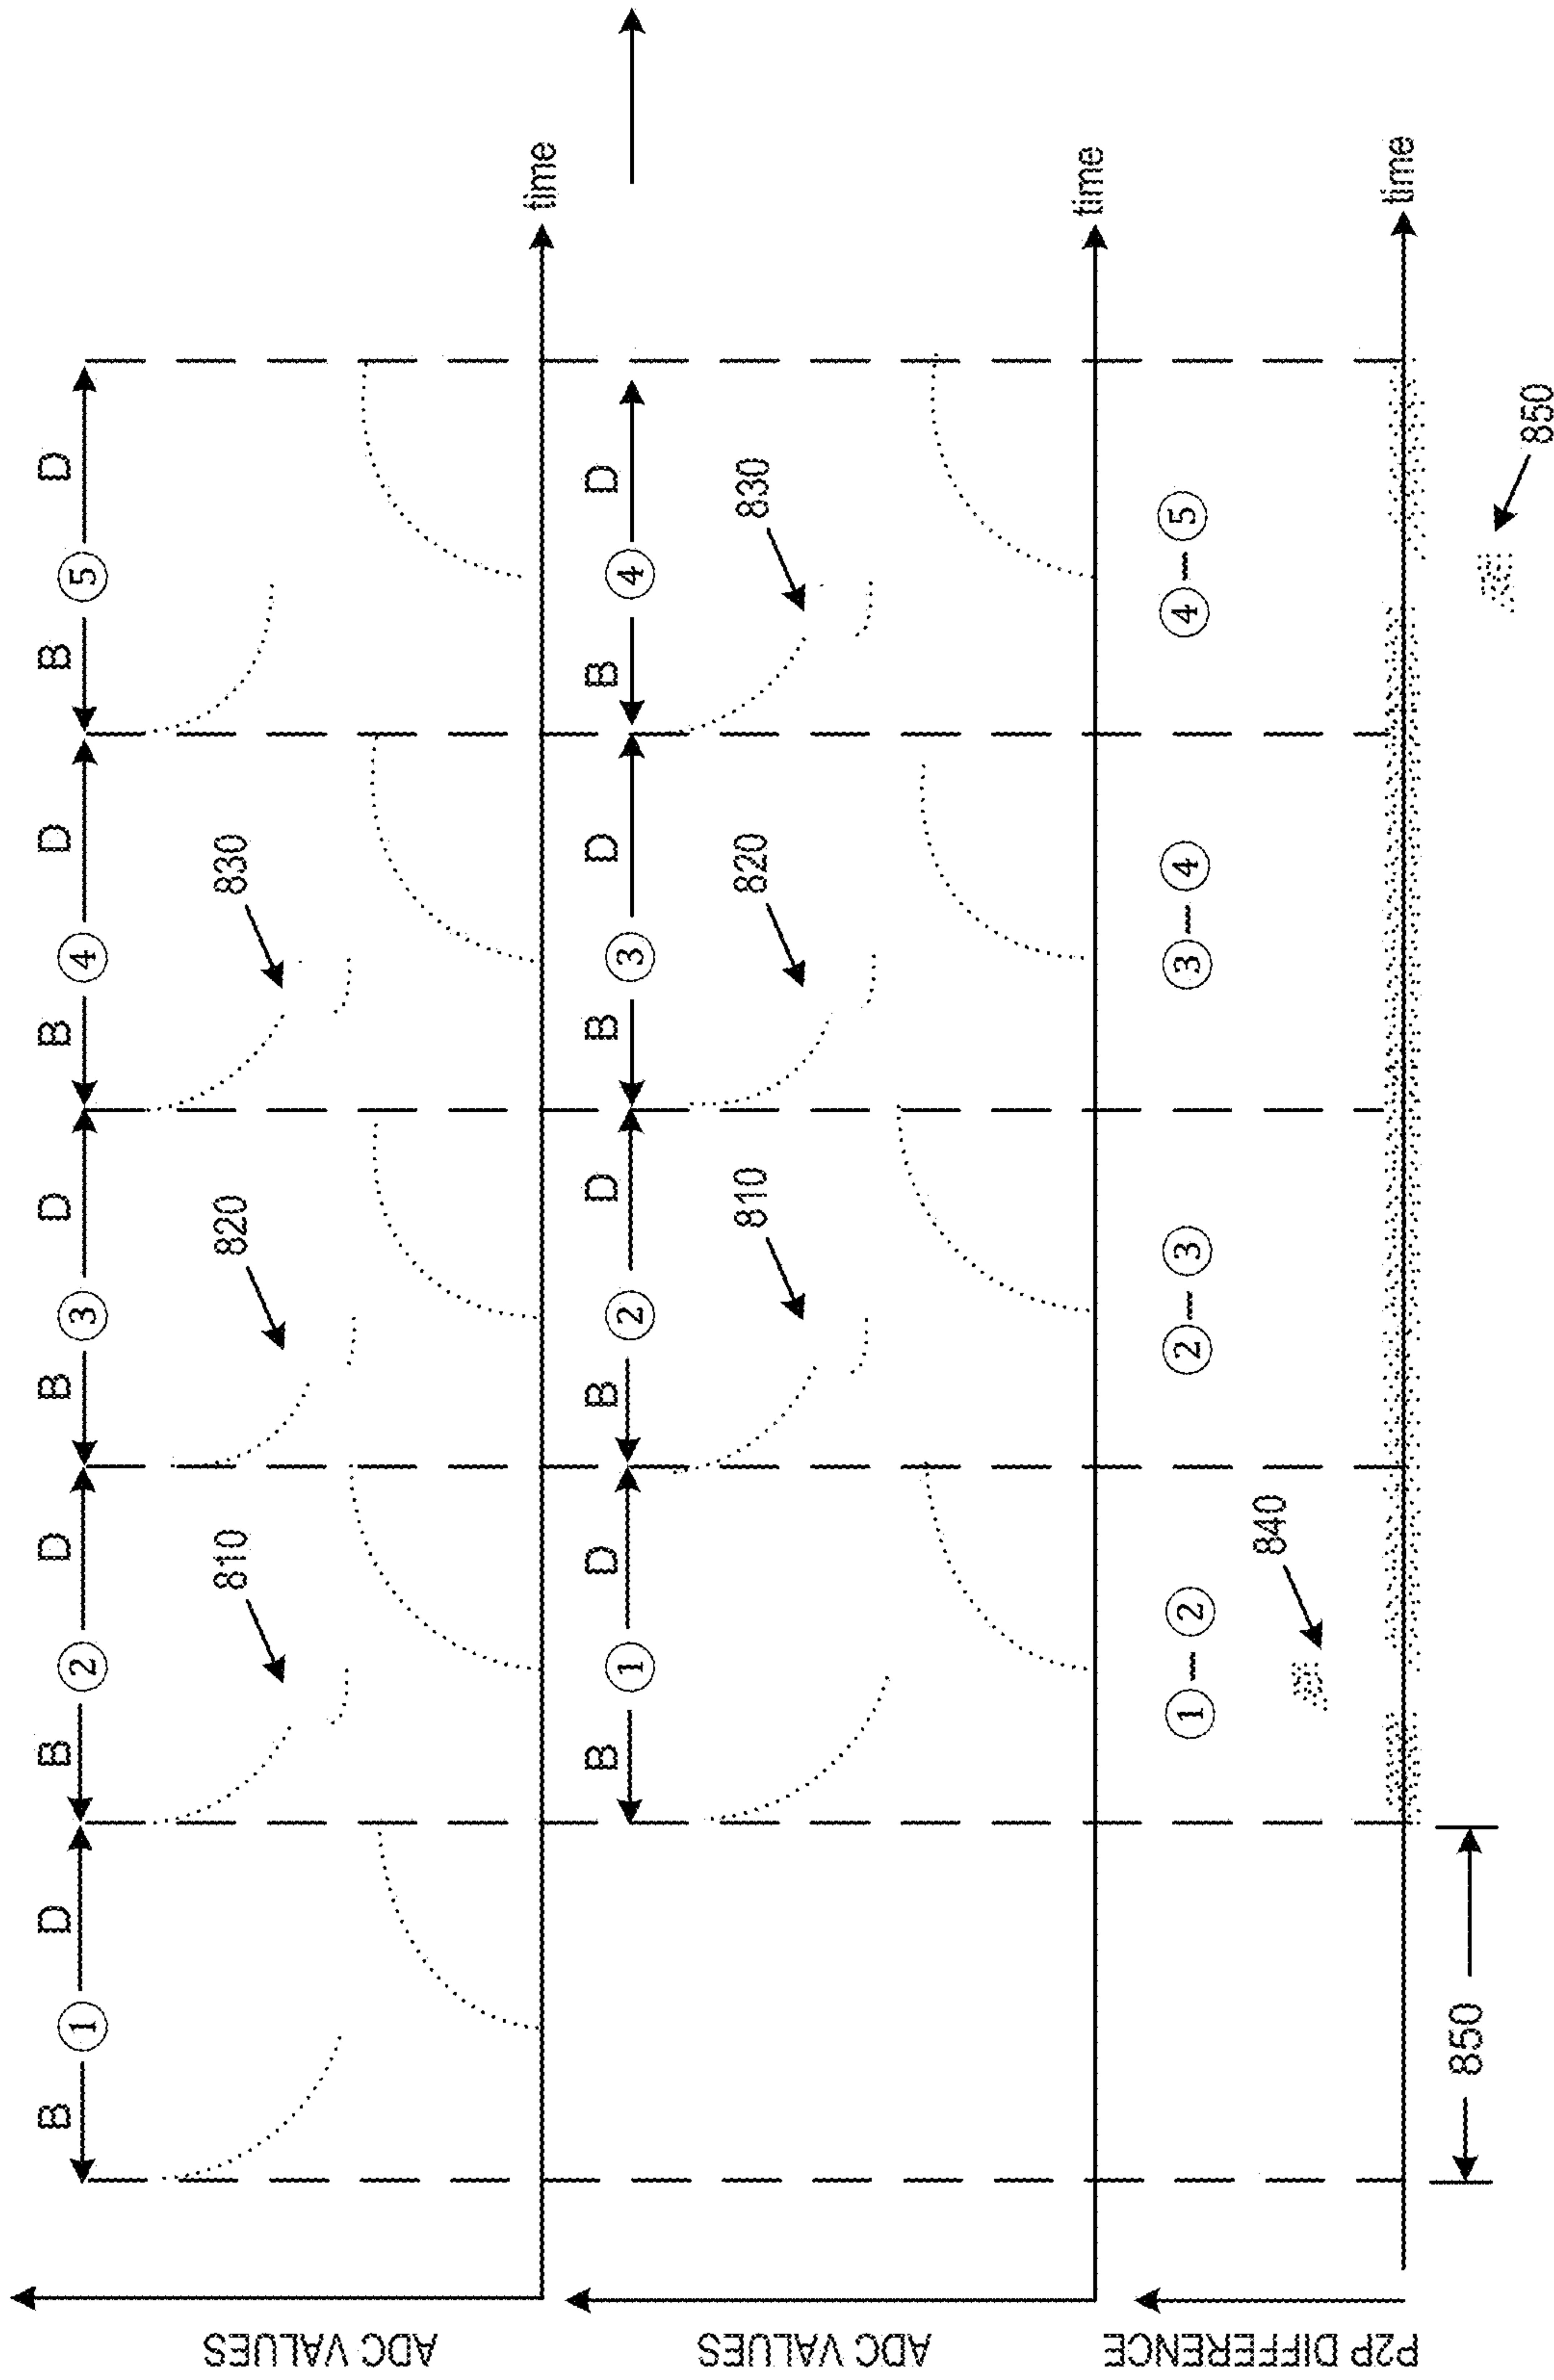 ADC VALUES
B ① D
B ② D
B ③ D
B ④ D
B ⑤ D
810
820
830
time
ADC VALUES
B ① D
B ② D
B ③ D
B ④ D
810
820
830
time
P2P DIFFERENCE
① – ②
② – ③
③ – ④
④ – ⑤
840
time
850
850